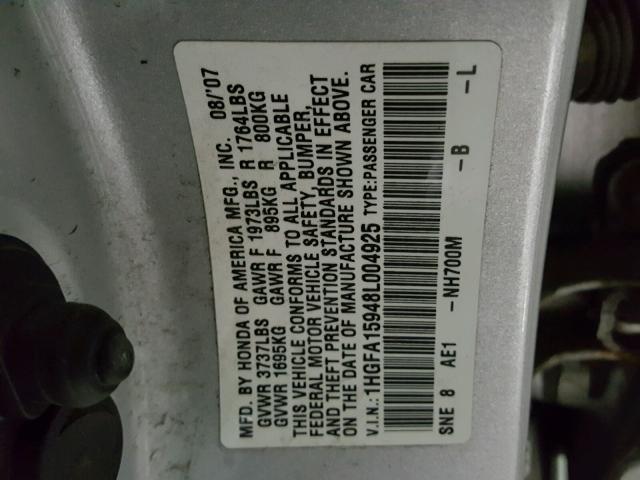 MFD. BY HONDA OF AMERICA MFG., INC. 08/'07
GVWR 3737LBS GAWR F 1973LBS R 1764LBS
GVWR 1695KG GAWR F 895KG R 800KG
THIS VEHICLE CONFORMS TO ALL APPLICABLE
FEDERAL MOTOR VEHICLE SAFETY, BUMPER,
AND THEFT PREVENTION STANDARDS IN EFFECT
ON THE DATE OF MANUFACTURE SHOWN ABOVE.
V.I.N.: 1HGFA15948L004925 TYPE:PASSENGER CAR
SNE 8 AE1 -NH700M -B -L